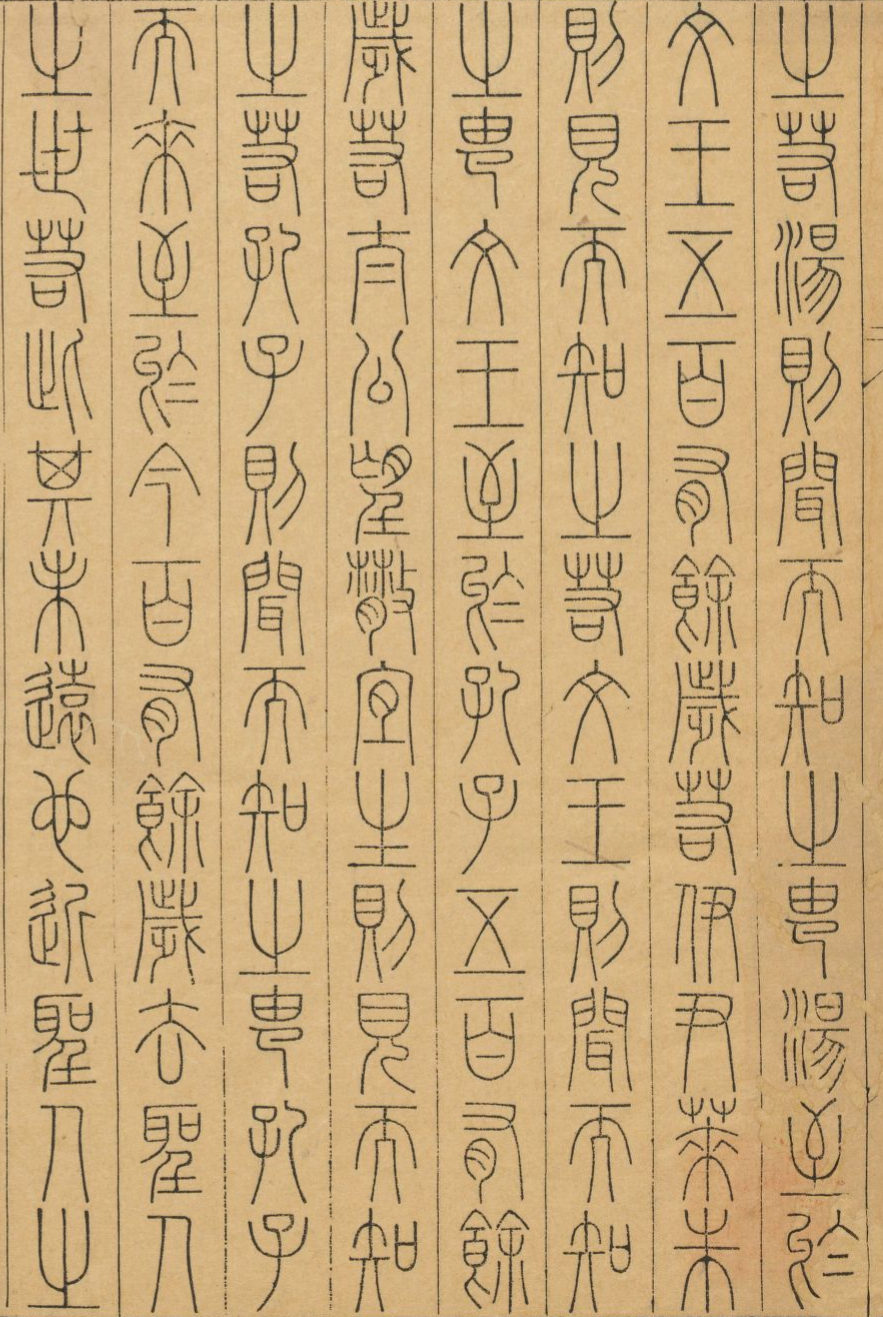 之若湯則聞而知之由湯至於
文王五百有餘歲若伊尹萊朱
則見而知之若文王則聞而知
之由文王至於孔子五百有餘
歲若太公望散宜生則見而知
之若孔子則聞而知之由孔子
而來至於今百有餘歲去聖人
之世若此其未遠也近聖人之